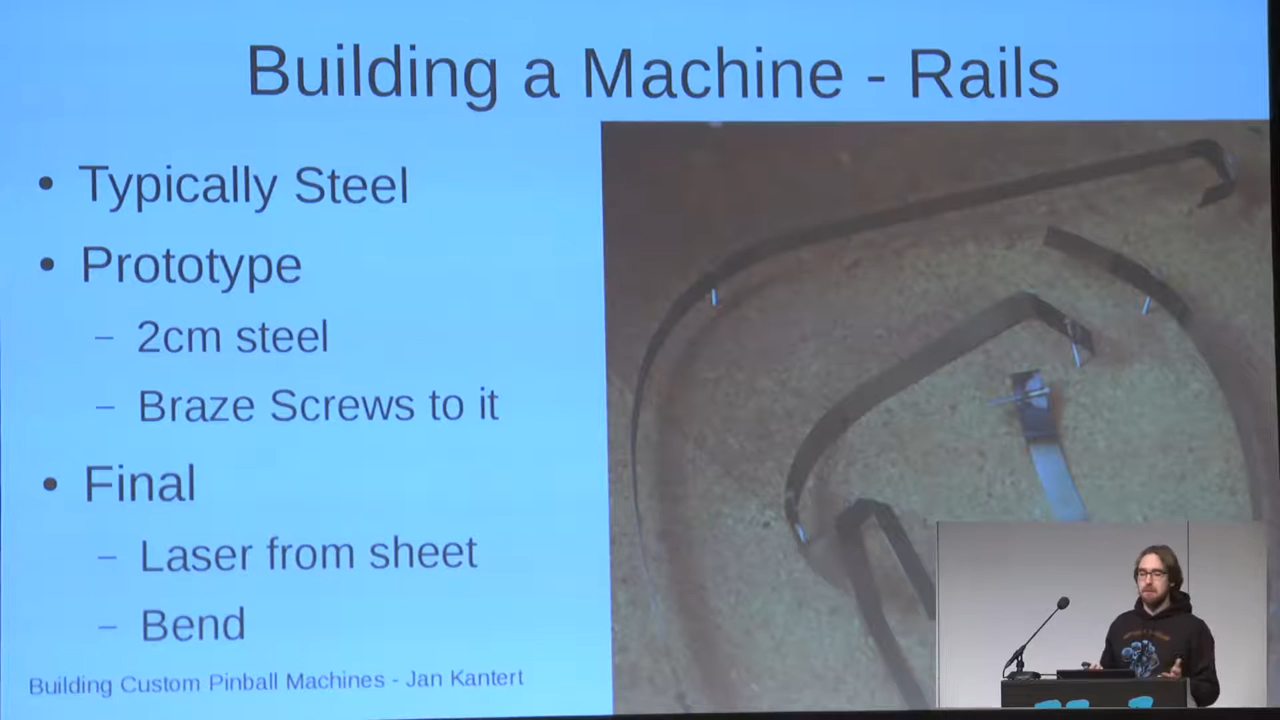 Building a Machine - Rails
• Typically Steel
• Prototype
– 2cm steel
– Braze Screws to it
• Final
– Laser from sheet
– Bend
Building Custom Pinball Machines - Jan Kantert